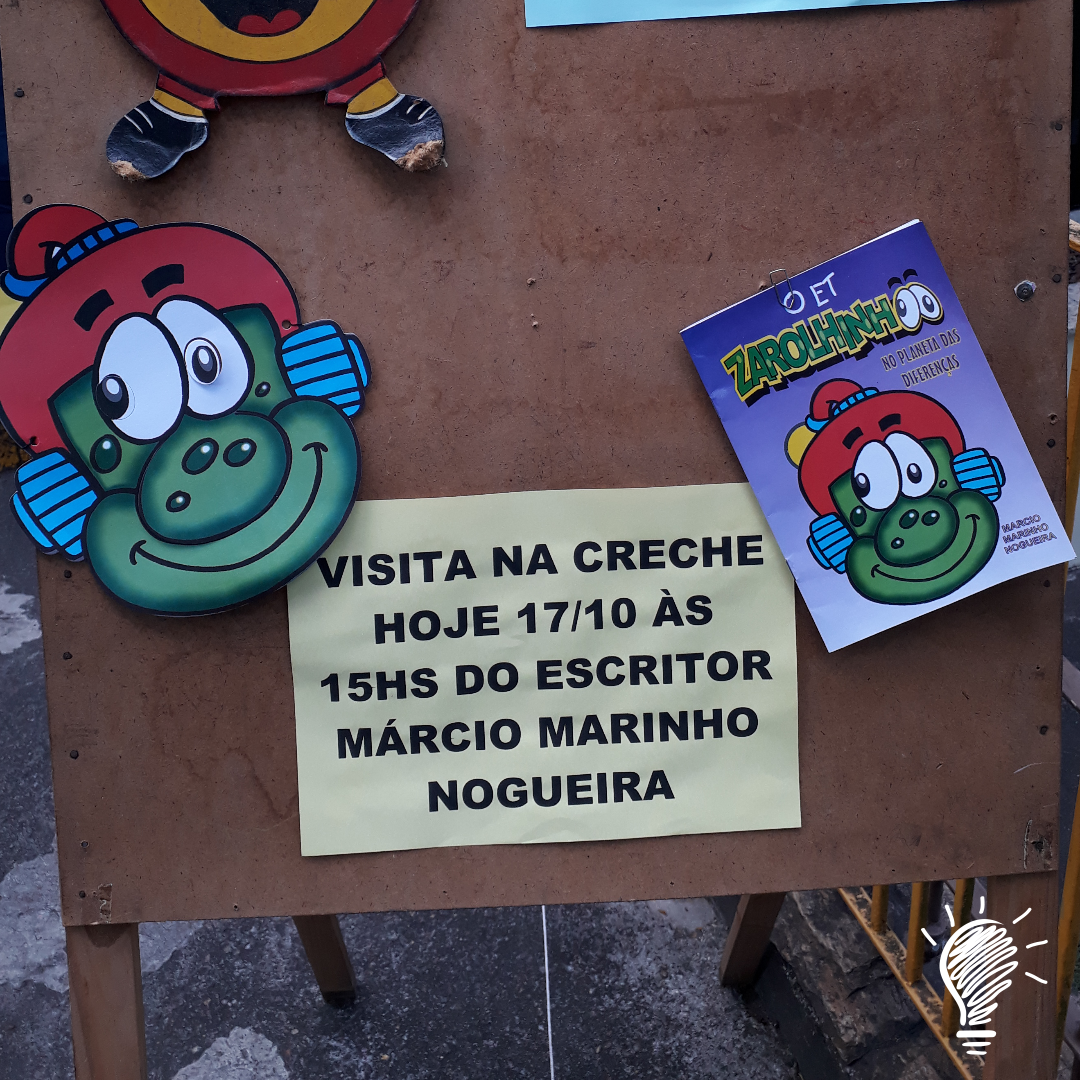 O ET
ZAROLHINHO
NO PLANETA DAS
DIFERENÇAS
MARCIO
MARINHO
NOGUEIRA
VISITA NA CRECHE
HOJE 17/10 ÀS
15HS DO ESCRITOR
MÁRCIO MARINHO
NOGUEIRA